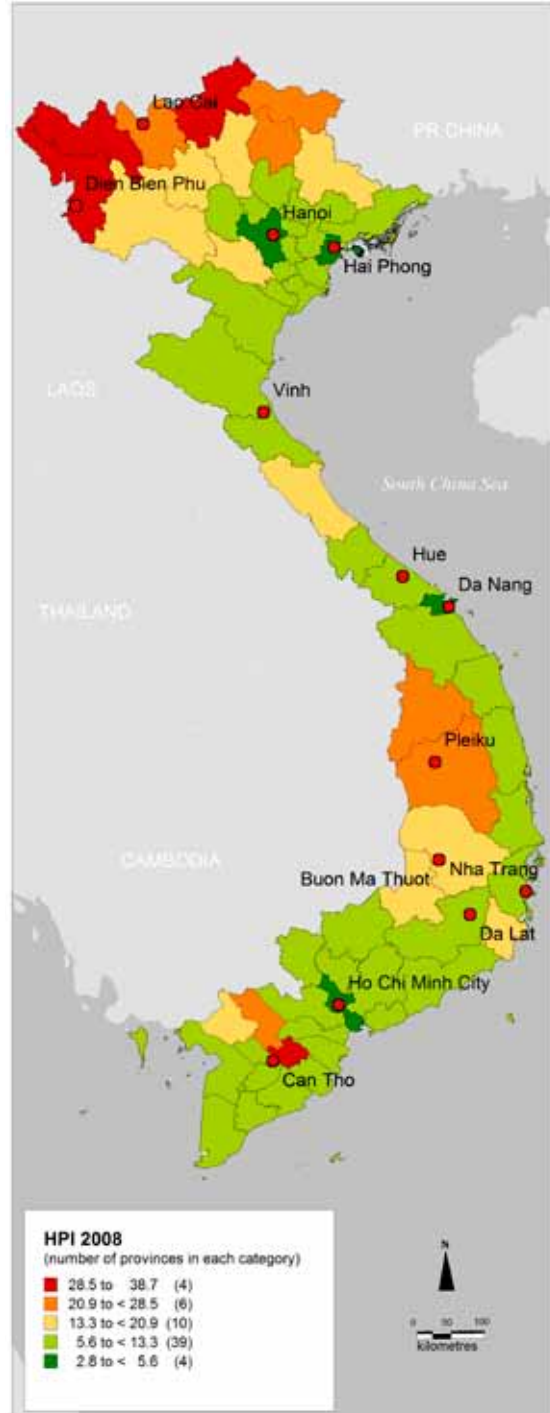 Lao Cai
PR.CHINA
Dien Bien Phu
Hanoi
Hai Phong
LAOS
Vinh
South China Sea
Hue
Da Nang
THAILAND
Pleiku
CAMBODIA
Nha Trang
Buon Ma Thuot
Da Lat
Ho Chi Minh City
Can Tho
HPI 2008
(number of provinces in each category)
28.5 to 38.7 (4)
20.9 to < 28.5 (6)
13.3 to < 20.9 (10)
5.6 to < 13.3 (39)
2.8 to < 5.6 (4)
N
0 50 100
kilometres